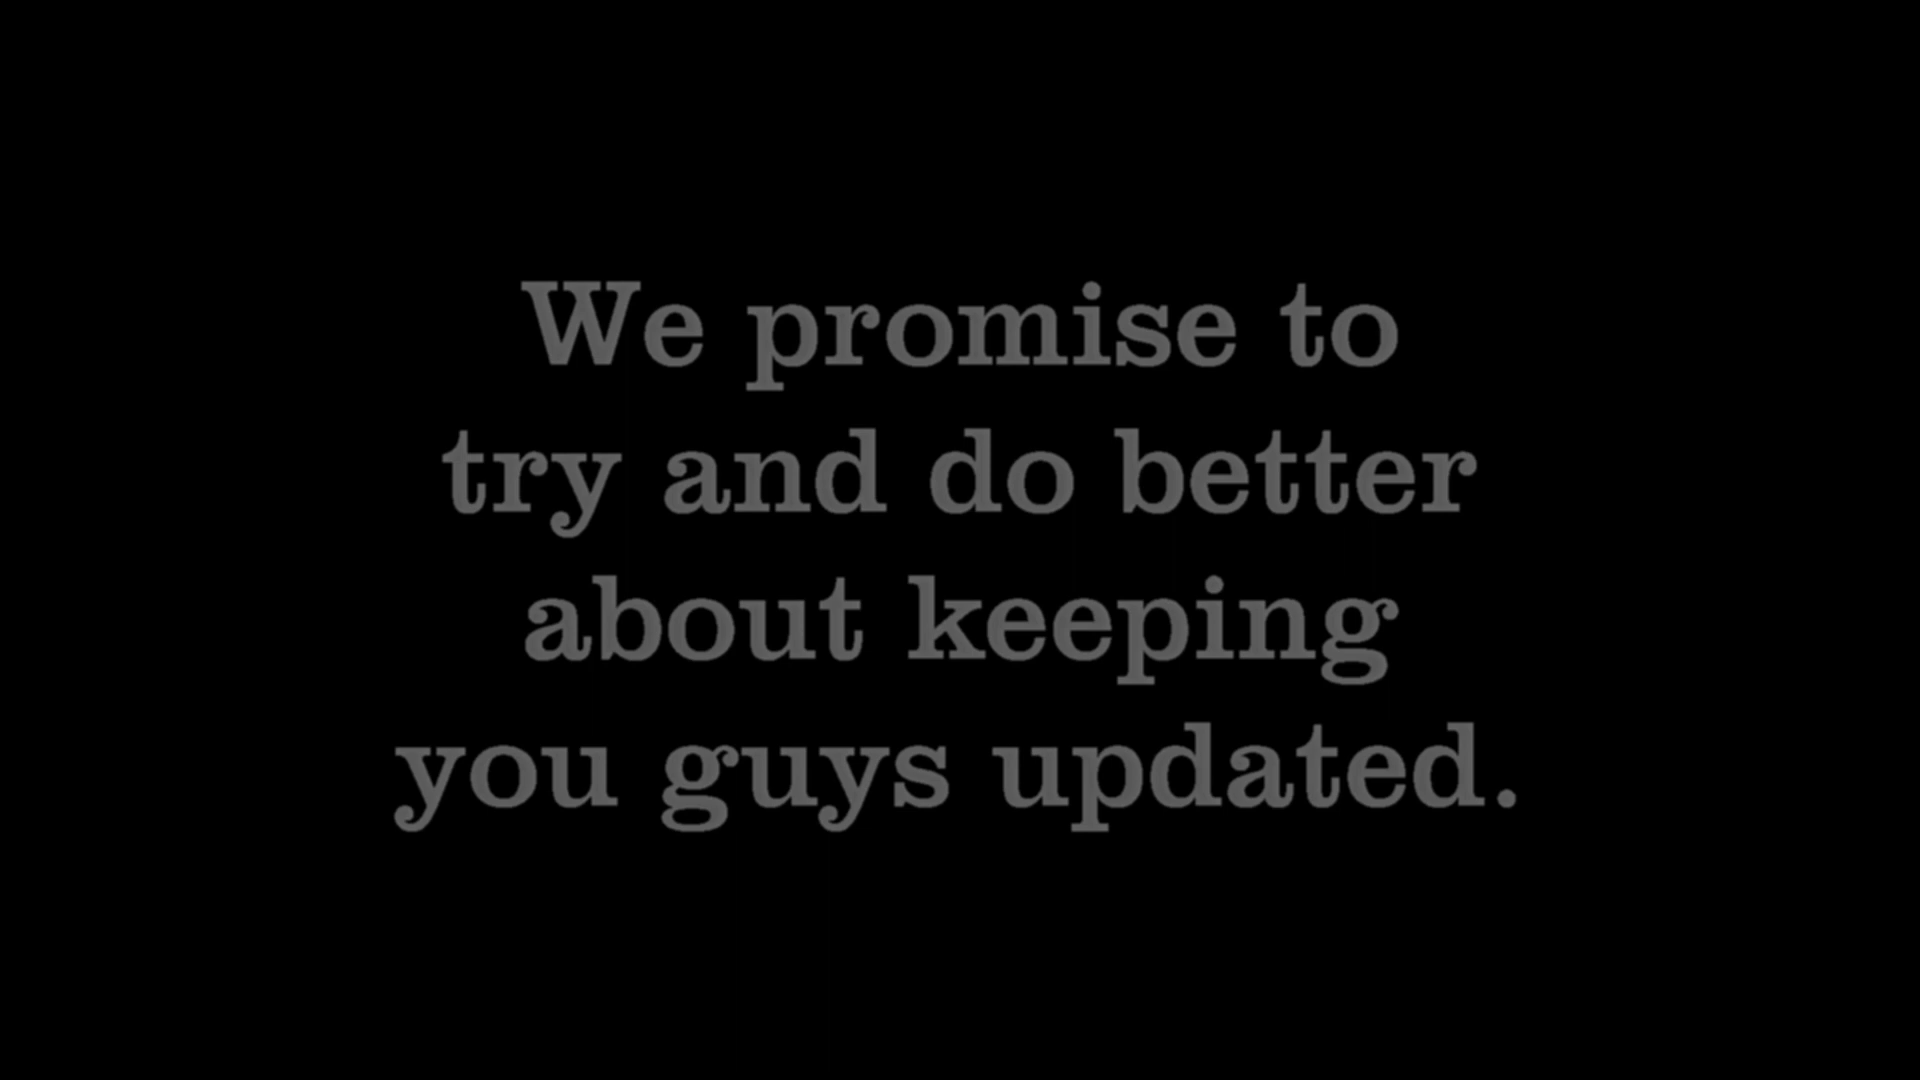 We promise to
try and do better
about keeping
you guys updated.